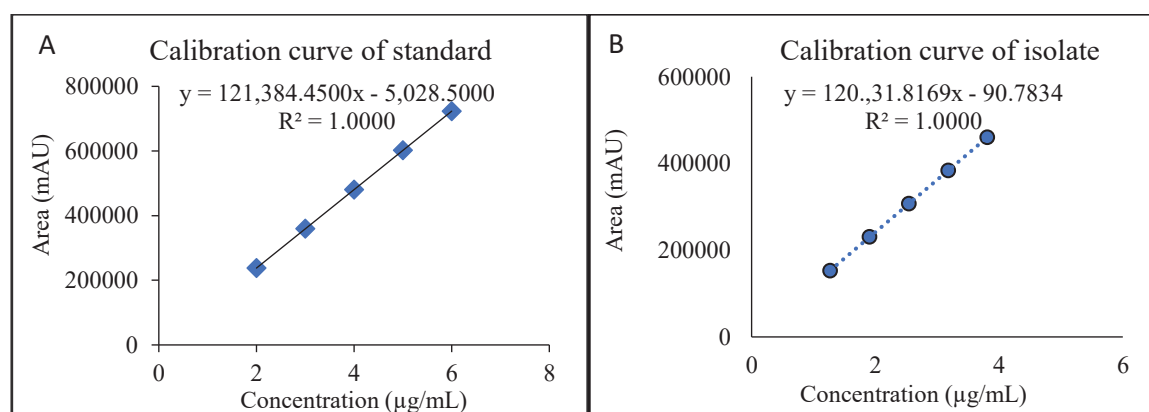 A
Calibration curve of standard
y = 121,384.4500x - 5,028.5000
R² = 1.0000
Area (mAU)
800000
600000
400000
200000
0
0 2 4 6 8
Concentration (µg/mL)
B
Calibration curve of isolate
y = 120.,31.8169x - 90.7834
R² = 1.0000
Area (mAU)
600000
400000
200000
0
0 2 4 6
Concentration (µg/mL)